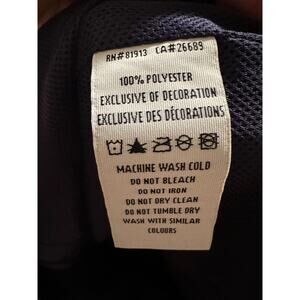 RN#81913 CA#26689
100% POLYESTER
EXCLUSIVE OF DECORATION
EXCLUSIVE DES DÉCORATIONS
MACHINE WASH COLD
DO NOT BLEACH
DO NOT IRON
DO NOT DRY CLEAN
DO NOT TUMBLE DRY
WASH WITH SIMILAR
COLOURS